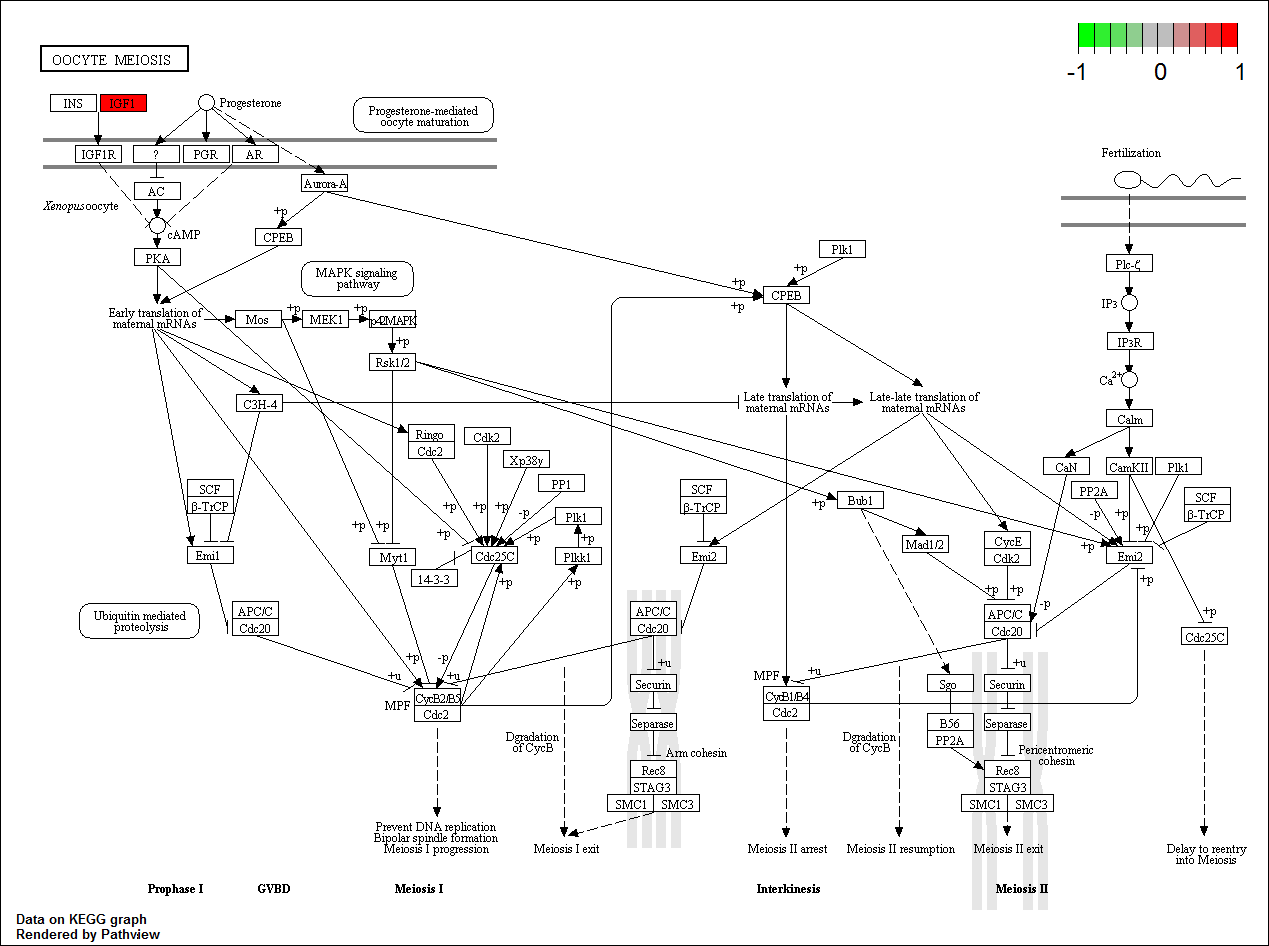 OOCYTE MEIOSIS
-1
0
1
INS
IGF1
Progesterone
Progesterone-mediated
oocyte maturation
IGF1R
?
PGR
AR
Fertilization
AC
Aurora-A
Xenopus oocyte
cAMP
+p
CPEB
PKA
MAPK signaling
pathway
Plk1
+p
+p
CPEB
+p
Plc-ζ
IP3
IP3R
Ca2+
Calm
Early translation of
maternal mRNAs
Mos
+p
MEK1
+p
p42MAPK
+p
Rsk1/2
C3H-4
Late translation of
maternal mRNAs
Late-late translation of
maternal mRNAs
Ringo
Cdc2
Cdk2
Xp38γ
PP1
Plk1
CaN
CamKII
Plk1
PP2A
SCF
β-TrCP
SCF
β-TrCP
SCF
β-TrCP
Bub1
+p
+p
+p
+p
+p
+p
-p
+p
+p
-p
+p
+p
+p
Emi1
Myt1
Cdc25C
Plkk1
Emi2
Mad1/2
CycE
Cdk2
Emi2
14-3-3
+p
+p
+p
+p
+p
-p
+p
Ubiquitin mediated
proteolysis
APC/C
Cdc20
APC/C
Cdc20
APC/C
Cdc20
Cdc25C
+p
-p
+u
+u
+u
+u
+u
MPF
CycB2/B5
Cdc2
Securin
MPF
CycB1/B4
Cdc2
Sgo
Securin
Separase
B56
PP2A
Separase
Dgradation
of CycB
Arm cohesin
Dgradation
of CycB
Pericentromeric
cohesin
Rec8
STAG3
SMC1
SMC3
Rec8
STAG3
SMC1
SMC3
Prevent DNA replication
Bipolar spindle formation
Meiosis I progression
Meiosis I exit
Meiosis II arrest
Meiosis II resumption
Meiosis II exit
Delay to reentry
into Meiosis
Prophase I
GVBD
Meiosis I
Interkinesis
Meiosis II
Data on KEGG graph
Rendered by Pathview